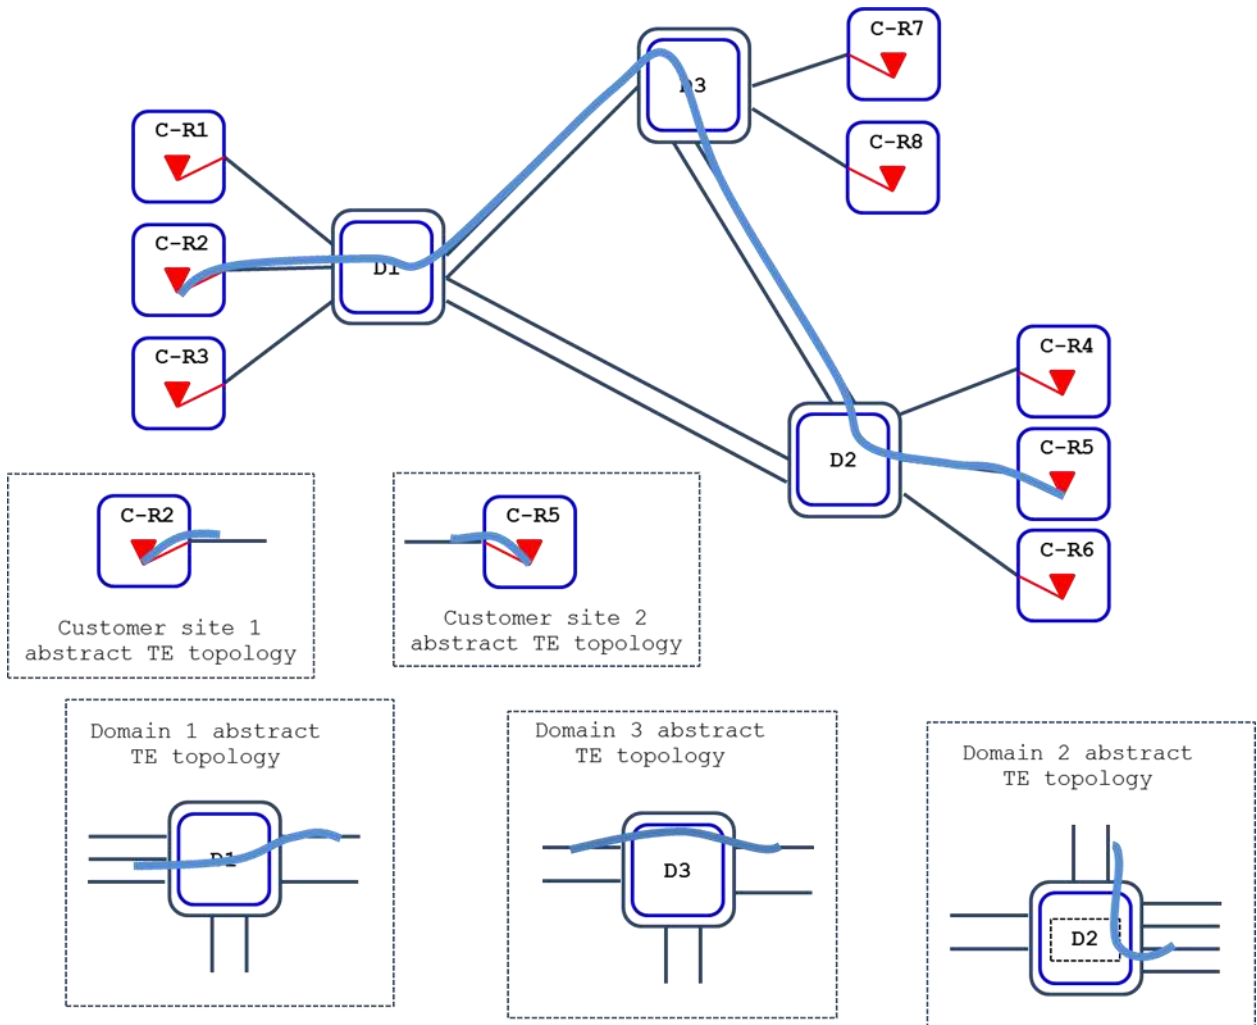 C-R7
D3
C-R1
C-R8
C-R2
D1
C-R3
C-R4
D2
C-R5
C-R6
C-R2
Customer site 1
abstract TE topology
C-R5
Customer site 2
abstract TE topology
Domain 1 abstract
TE topology
D1
Domain 3 abstract
TE topology
D3
Domain 2 abstract
TE topology
D2